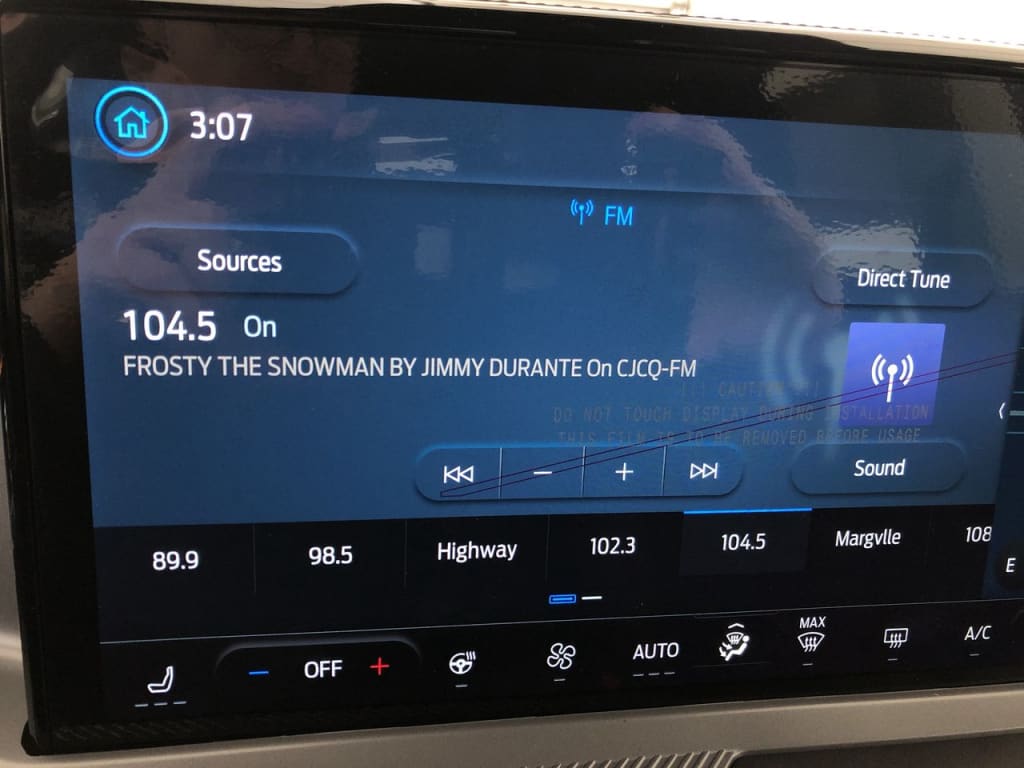 3:07
FM
Sources
Direct Tune
104.5 On
FROSTY THE SNOWMAN BY JIMMY DURANTE On CJCQ-FM
!!! CAUTION !!!
DO NOT TOUCH DISPLAY DURING INSTALLATION
THIS FILM IS TO BE REMOVED BEFORE USAGE
Sound
89.9 98.5 Highway 102.3 104.5 Margvlle 108
E
OFF AUTO MAX A/C